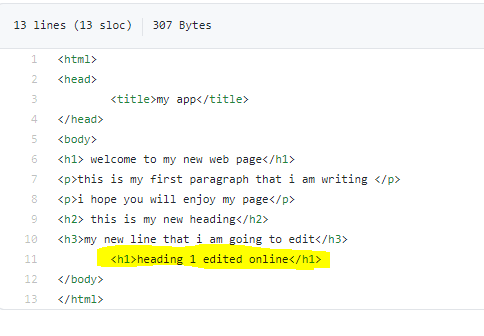 13 lines (13 sloc) 307 Bytes
1 <html>
2 <head>
3 <title>my app</title>
4 </head>
5 <body>
6 <h1> welcome to my new web page</h1>
7 <p>this is my first paragraph that i am writing </p>
8 <p>i hope you will enjoy my page</p>
9 <h2> this is my new heading</h2>
10 <h3>my new line that i am going to edit</h3>
11 <h1>heading 1 edited online</h1>
12 </body>
13 </html>